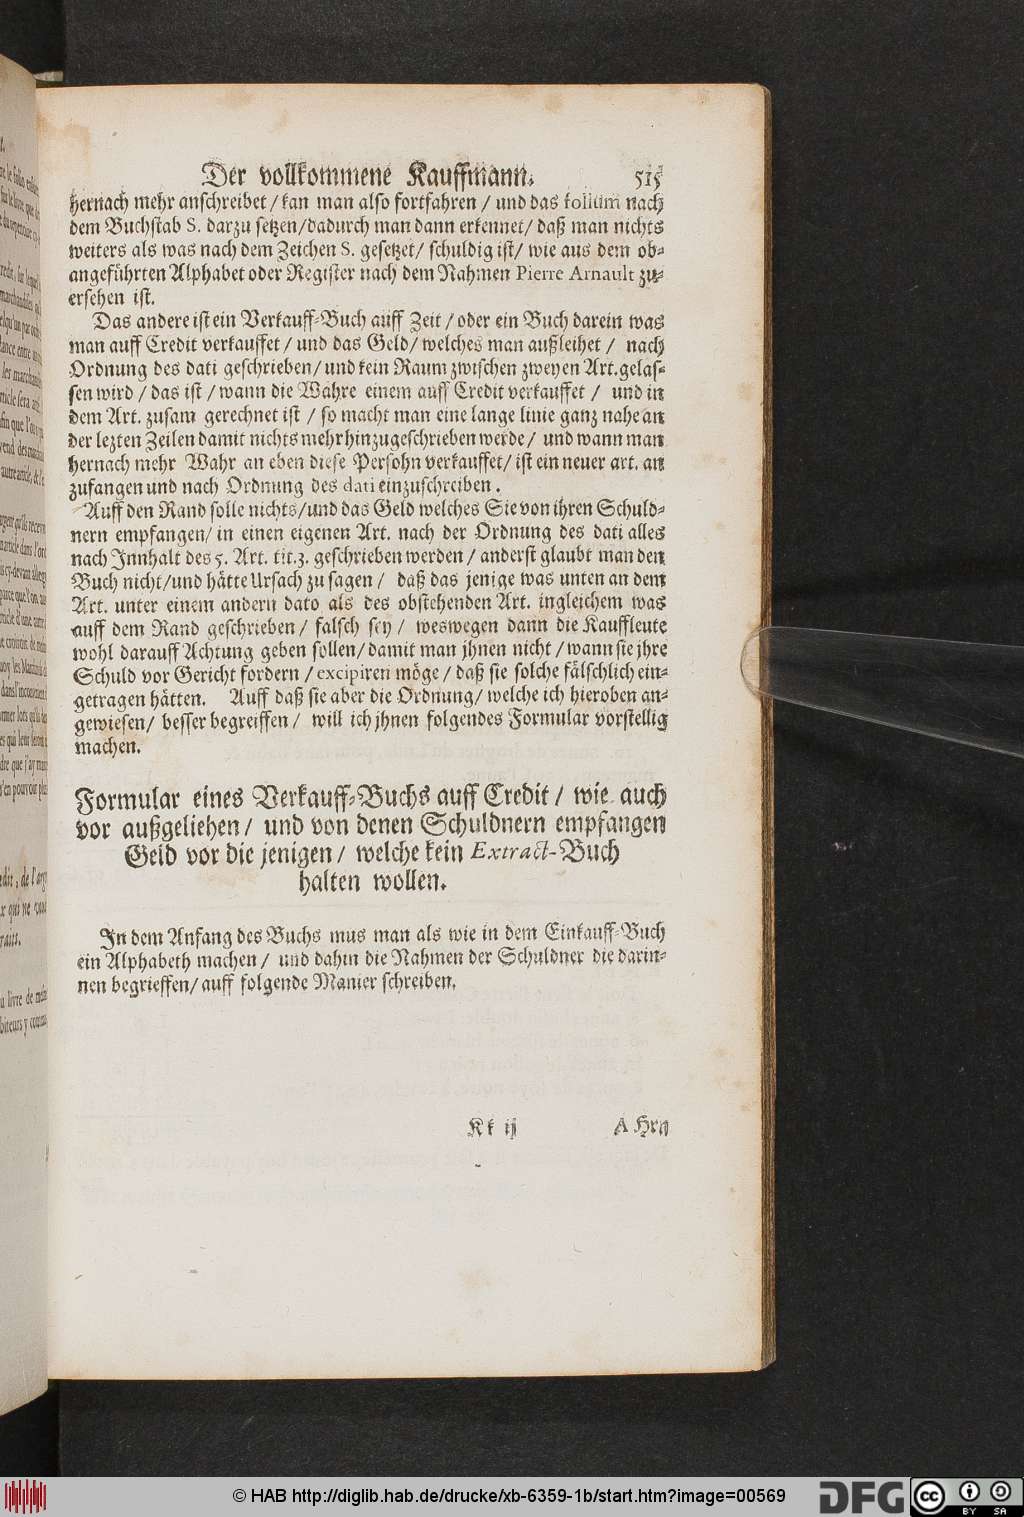 Der vollkommene Kauffmann. 515
hernach mehr anschreibet / kan man also fortfahren / und das folium nach
dem Buchstab S. darzu setzen / dadurch man dann erkennet / daß man nichts
weiters als was nach dem Zeichen S. gesetzet / schuldig ist / wie aus dem ob-
angeführten Alphabet oder Register nach dem Nahmen Pierre Arnault zu-
ersehen ist.
Das andere ist ein Verkauff-Buch auff Zeit / oder ein Buch darein was
man auff Credit verkauffet / und das Geld / welches man außleihet / nach
Ordnung des dati geschrieben / und kein Raum zwischen zweyen Art. gelas-
sen wird / das ist / wann die Wahre einem auff Credit verkauffet / und in
dem Art. zusam gerechnet ist / so macht man eine lange linie ganz nahe an
der lezten Zeilen damit nichts mehr hinzugeschrieben werde / und wann man
hernach mehr Wahr an eben diese Persohn verkauffet / ist ein neuer art. an
zufangen und nach Ordnung des dati einzuschreiben.
Auff den Rand solle nichts / und das Geld welches Sie von ihren Schuld-
nern empfangen / in einen eigenen Art. nach der Ordnung des dati alles
nach Innhalt des 5. Art. tit. 3. geschrieben werden / anderst glaubt man den
Buch nicht / und hätte Ursach zu sagen / daß das jenige was unten an dem
Art. unter einem andern dato als des obstehenden Art. ingleichem was
auff dem Rand geschrieben / falsch sey / weswegen dann die Kauffleute
wohl darauff Achtung geben sollen / damit man jhnen nicht / wann sie jhre
Schuld vor Gericht fordern / excipiren möge / daß sie solche fälschlich ein-
getragen hätten. Auff daß sie aber die Ordnung / welche ich hieroben an-
gewiesen / besser begreiffen / will ich jhnen folgendes Formular vorstellig
machen.
Formular eines Verkauff-Buchs auff Credit / wie auch
vor außgeliehen / und von denen Schuldnern empfangen
Geld vor die jenigen / welche kein Extract-Buch
halten wollen.
In dem Anfang des Buchs mus man als wie in dem Einkauff-Buch
ein Alphabeth machen / und dahin die Nahmen der Schuldner die darin-
nen begrieffen / auff folgende Manier schreiben.
Kk ij A Hrn
© HAB http://diglib.hab.de/drucke/xb-6359-1b/start.htm?image=00569
DFG
cc
BY SA